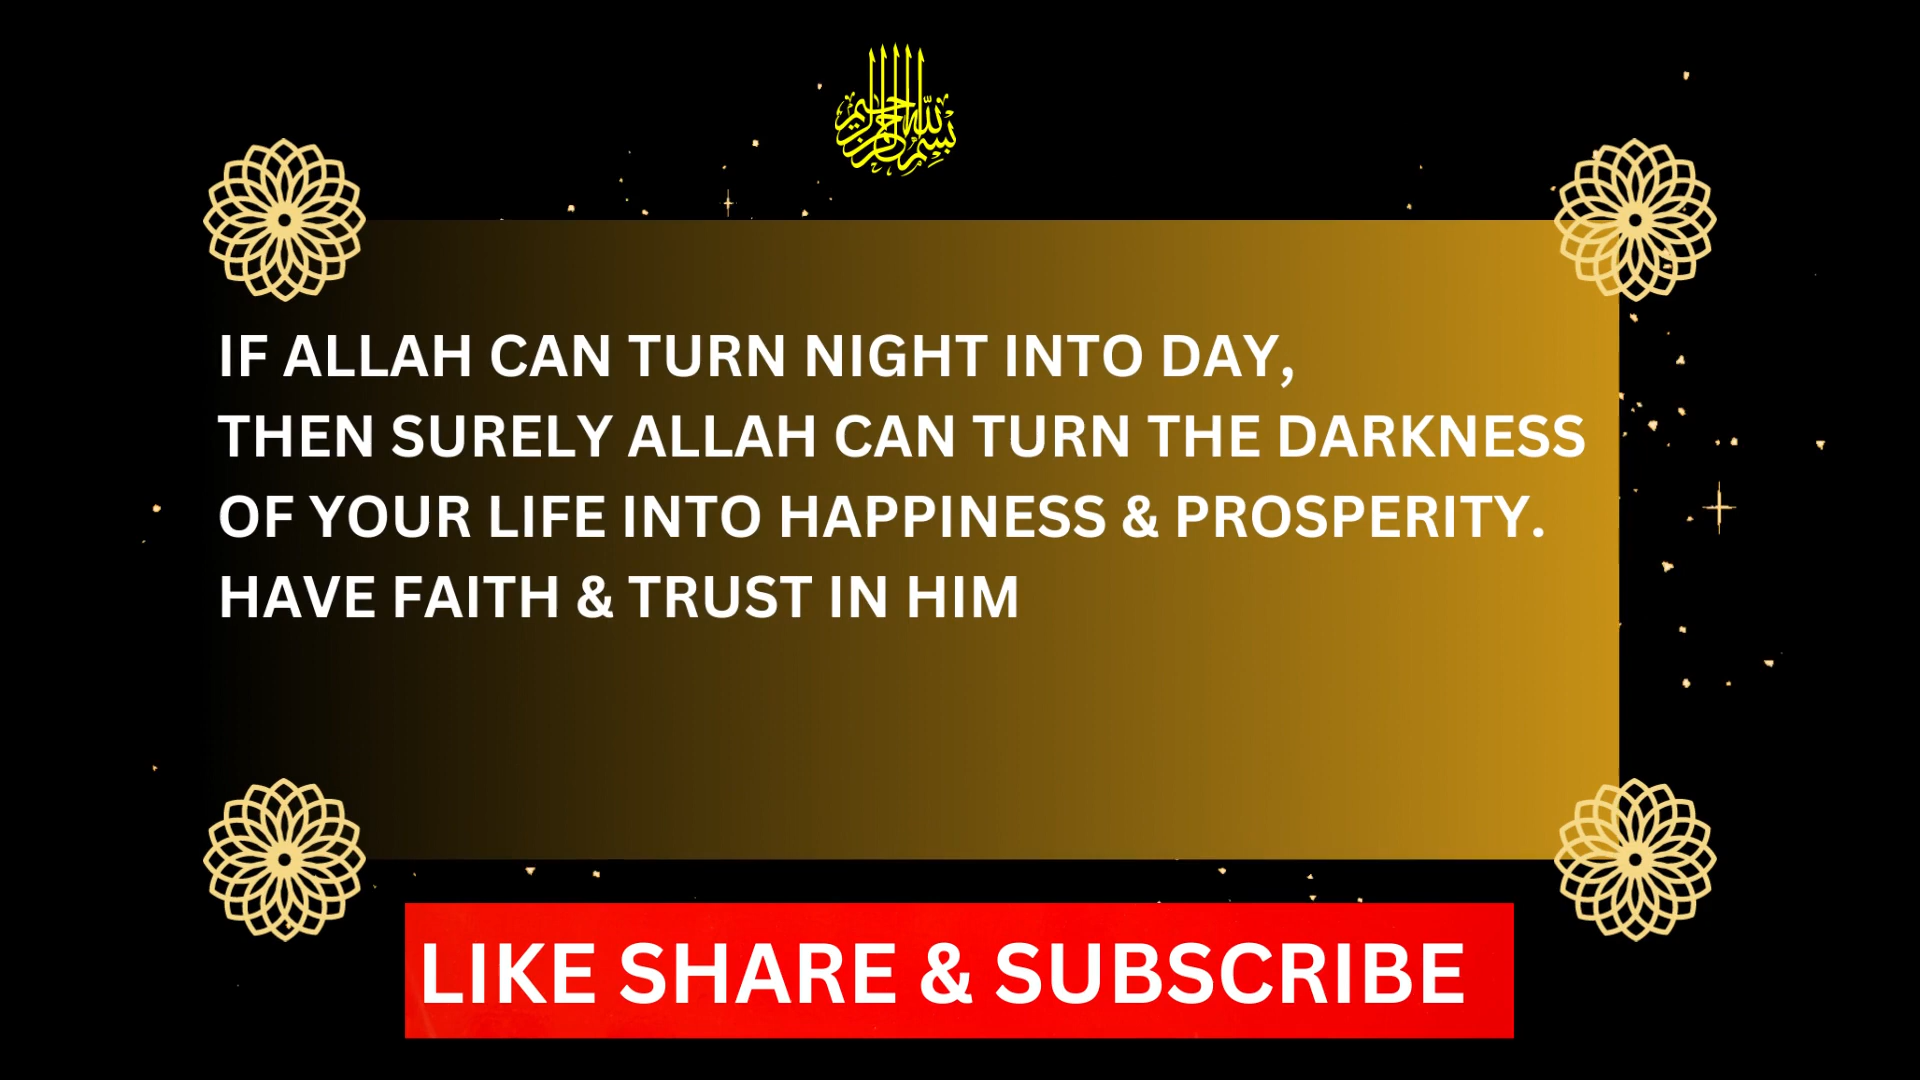 بسم الله الرحمن الرحيم
IF ALLAH CAN TURN NIGHT INTO DAY,
THEN SURELY ALLAH CAN TURN THE DARKNESS
OF YOUR LIFE INTO HAPPINESS & PROSPERITY.
HAVE FAITH & TRUST IN HIM
LIKE SHARE & SUBSCRIBE